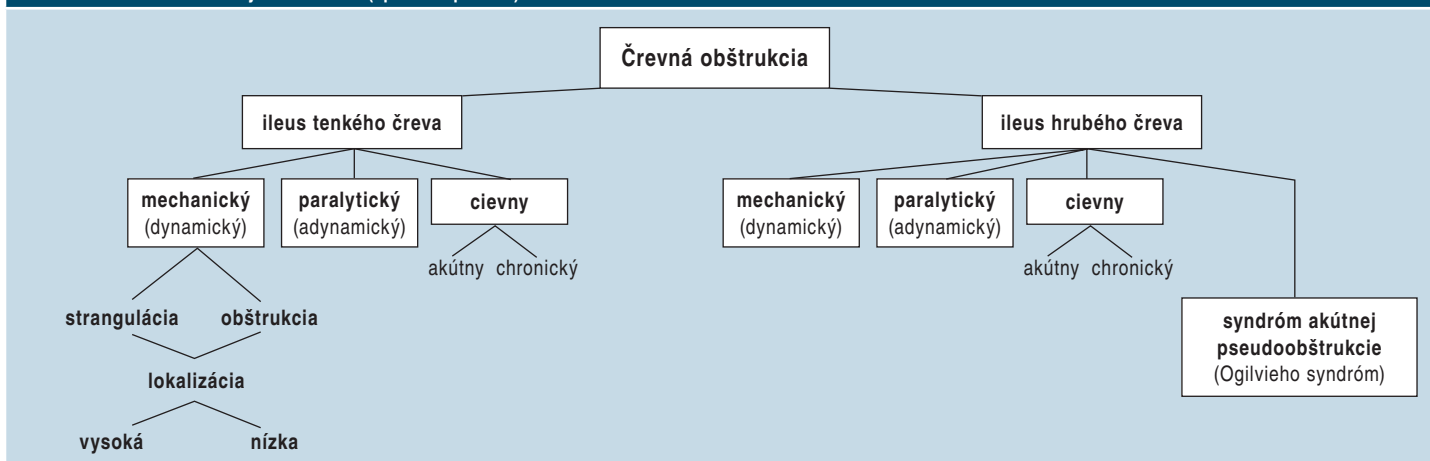 Črevná obštrukcia
ileus tenkého čreva
ileus hrubého čreva
mechanický
(dynamický)
paralytický
(adynamický)
cievny
mechanický
(dynamický)
paralytický
(adynamický)
cievny
akútny chronický
akútny chronický
strangulácia
obštrukcia
syndróm akútnej
pseudoobštrukcie
(Ogilvieho syndróm)
lokalizácia
vysoká
nízka